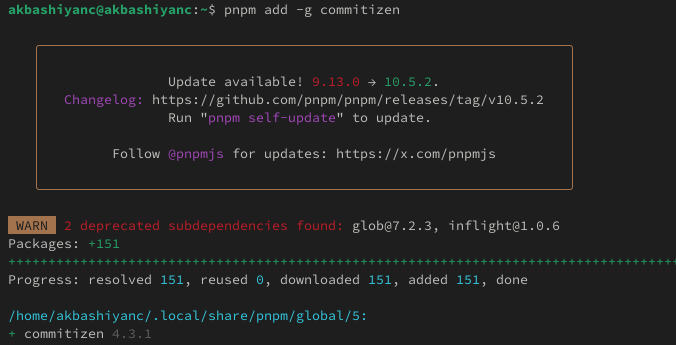 akbashiyanc@akbashiyanc:~$ pnpm add -g commitizen
Update available! 9.13.0 → 10.5.2.
Changelog: https://github.com/pnpm/pnpm/releases/tag/v10.5.2
Run "pnpm self-update" to update.
Follow @pnpmjs for updates: https://x.com/pnpmjs
WARN 2 deprecated subdependencies found: glob@7.2.3, inflight@1.0.6
Packages: +151
++++++++++++++++++++++++++++++++++++++++++++++++++++++++++++++++++++++++++++++++++++
Progress: resolved 151, reused 0, downloaded 151, added 151, done
/home/akbashiyanc/.local/share/pnpm/global/5:
+ commitizen 4.3.1